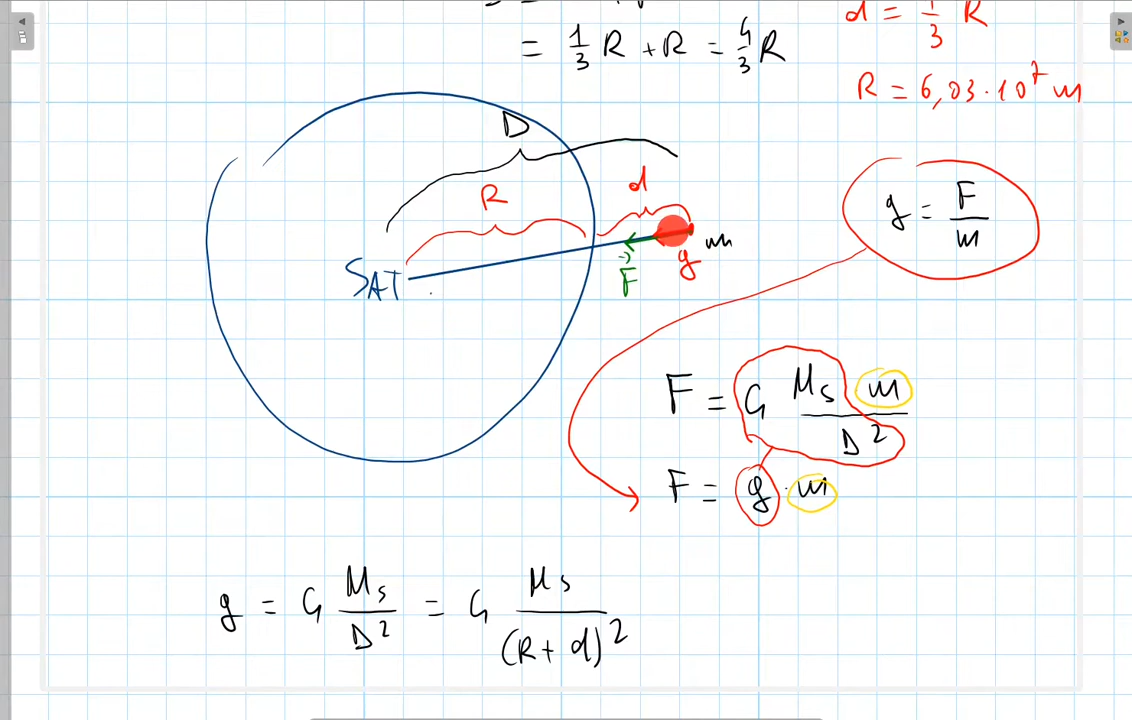 d = 1/3 R
= 1/3 R + R = 4/3 R
R = 6,03 · 10⁷ m
D
R
d
SAT
F⃗
g
m
g = F/m
F = G Ms m / D²
F = g · m
g = G Ms/D² = G Ms/(R + d)²